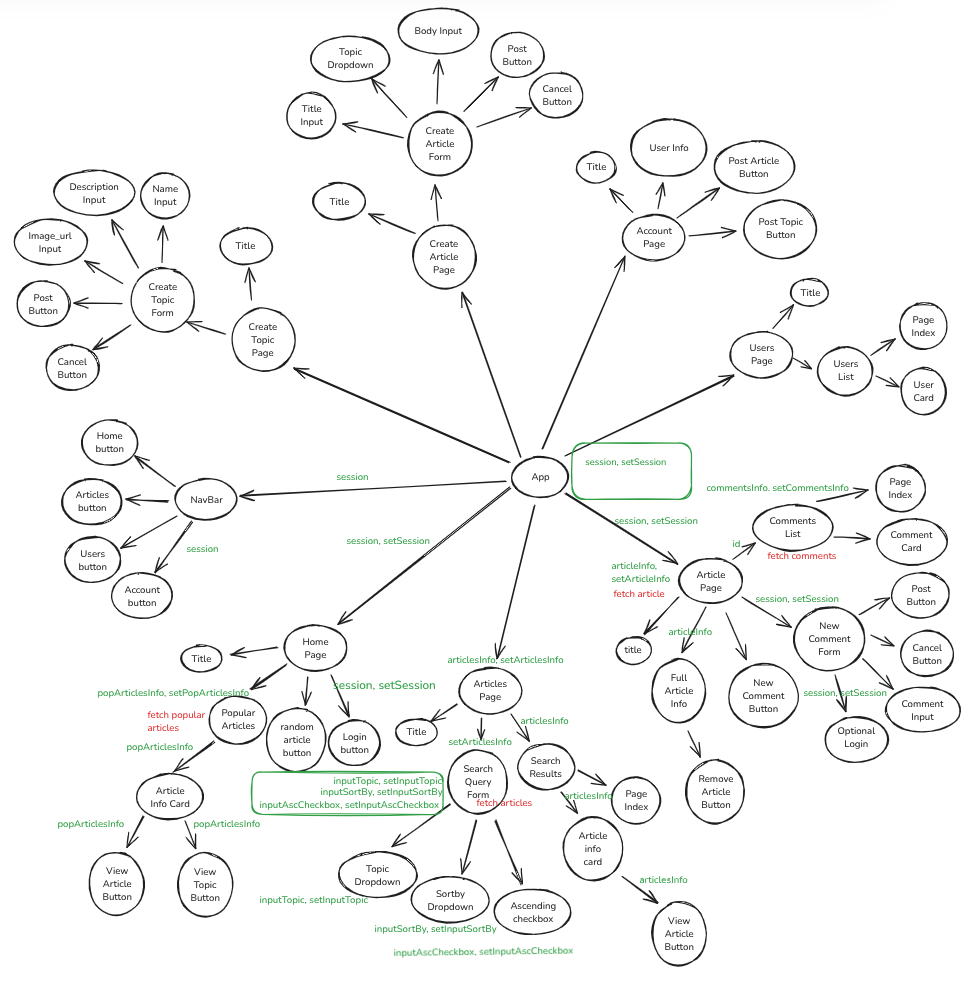 Body Input
Topic
Dropdown
Post
Button
Cancel
Button
Title
Input
Create
Article
Form
Title
User Info
Post Article
Button
Description
Input
Name
Input
Title
Account
Page
Post Topic
Button
Image_url
Input
Title
Create
Article
Page
Post
Button
Create
Topic
Form
Title
Cancel
Button
Create
Topic
Page
Users
Page
Users
List
Page
Index
User
Card
Home
button
Articles
button
NavBar
session
App
session, setSession
Users
button
session
Account
button
session, setSession
session, setSession
commentsInfo, setCommentsInfo
Page
Index
Comments
List
Comment
Card
id
fetch comments
articleInfo,
setArticleInfo
fetch article
Article
Page
session, setSession
Post
Button
title
articleInfo
New
Comment
Form
Cancel
Button
Full
Article
Info
New
Comment
Button
session, setSession
Comment
Input
Optional
Login
Remove
Article
Button
Home
Page
Title
session, setSession
popArticlesInfo, setPopArticlesInfo
fetch popular
articles
Popular
Articles
random
article
button
Login
button
popArticlesInfo
Article
Info Card
popArticlesInfo
popArticlesInfo
View
Article
Button
View
Topic
Button
articlesInfo, setArticlesInfo
Articles
Page
Title
articlesInfo
setArticlesInfo
Search
Query
Form
fetch articles
Search
Results
inputTopic, setInputTopic
inputSortBy, setInputSortBy
inputAscCheckbox, setInputAscCheckbox
articlesInfo
Page
Index
Article
info
card
Topic
Dropdown
inputTopic, setInputTopic
Sortby
Dropdown
Ascending
checkbox
inputSortBy, setInputSortBy
inputAscCheckbox, setInputAscCheckbox
articlesInfo
View
Article
Button